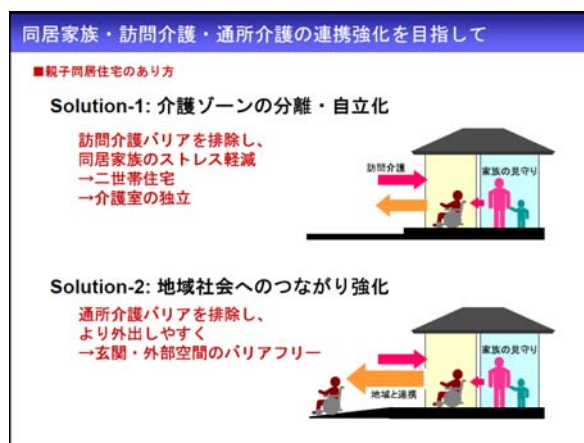 同居家族・訪問介護・通所介護の連携強化を目指して
■親子同居住宅のあり方
Solution-1: 介護ゾーンの分離・自立化
訪問介護バリアを排除し、
同居家族のストレス軽減
→二世帯住宅
→介護室の独立
訪問介護
家族の見守り
Solution-2: 地域社会へのつながり強化
通所介護バリアを排除し、
より外出しやすく
→玄関・外部空間のバリアフリー
家族の見守り
地域と連携